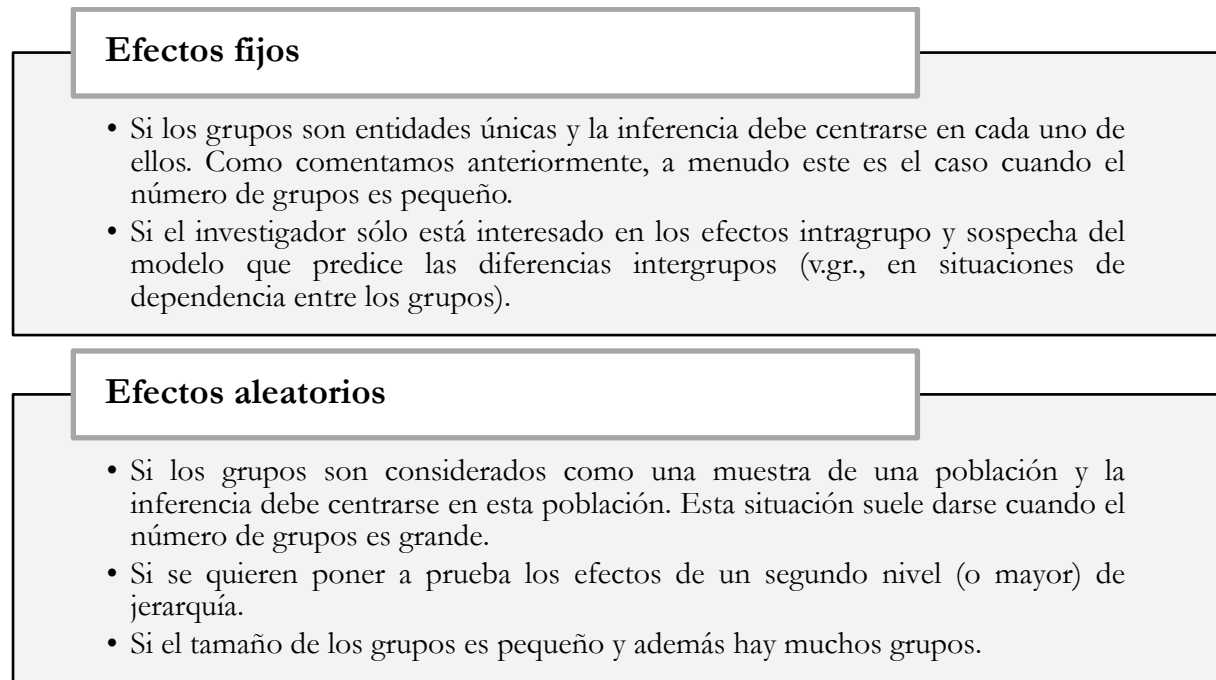 Efectos fijos
• Si los grupos son entidades únicas y la inferencia debe centrarse en cada uno de
ellos. Como comentamos anteriormente, a menudo este es el caso cuando el
número de grupos es pequeño.
• Si el investigador sólo está interesado en los efectos intragrupo y sospecha del
modelo que predice las diferencias intergrupos (v.gr., en situaciones de
dependencia entre los grupos).
Efectos aleatorios
• Si los grupos son considerados como una muestra de una población y la
inferencia debe centrarse en esta población. Esta situación suele darse cuando el
número de grupos es grande.
• Si se quieren poner a prueba los efectos de un segundo nivel (o mayor) de
jerarquía.
• Si el tamaño de los grupos es pequeño y además hay muchos grupos.